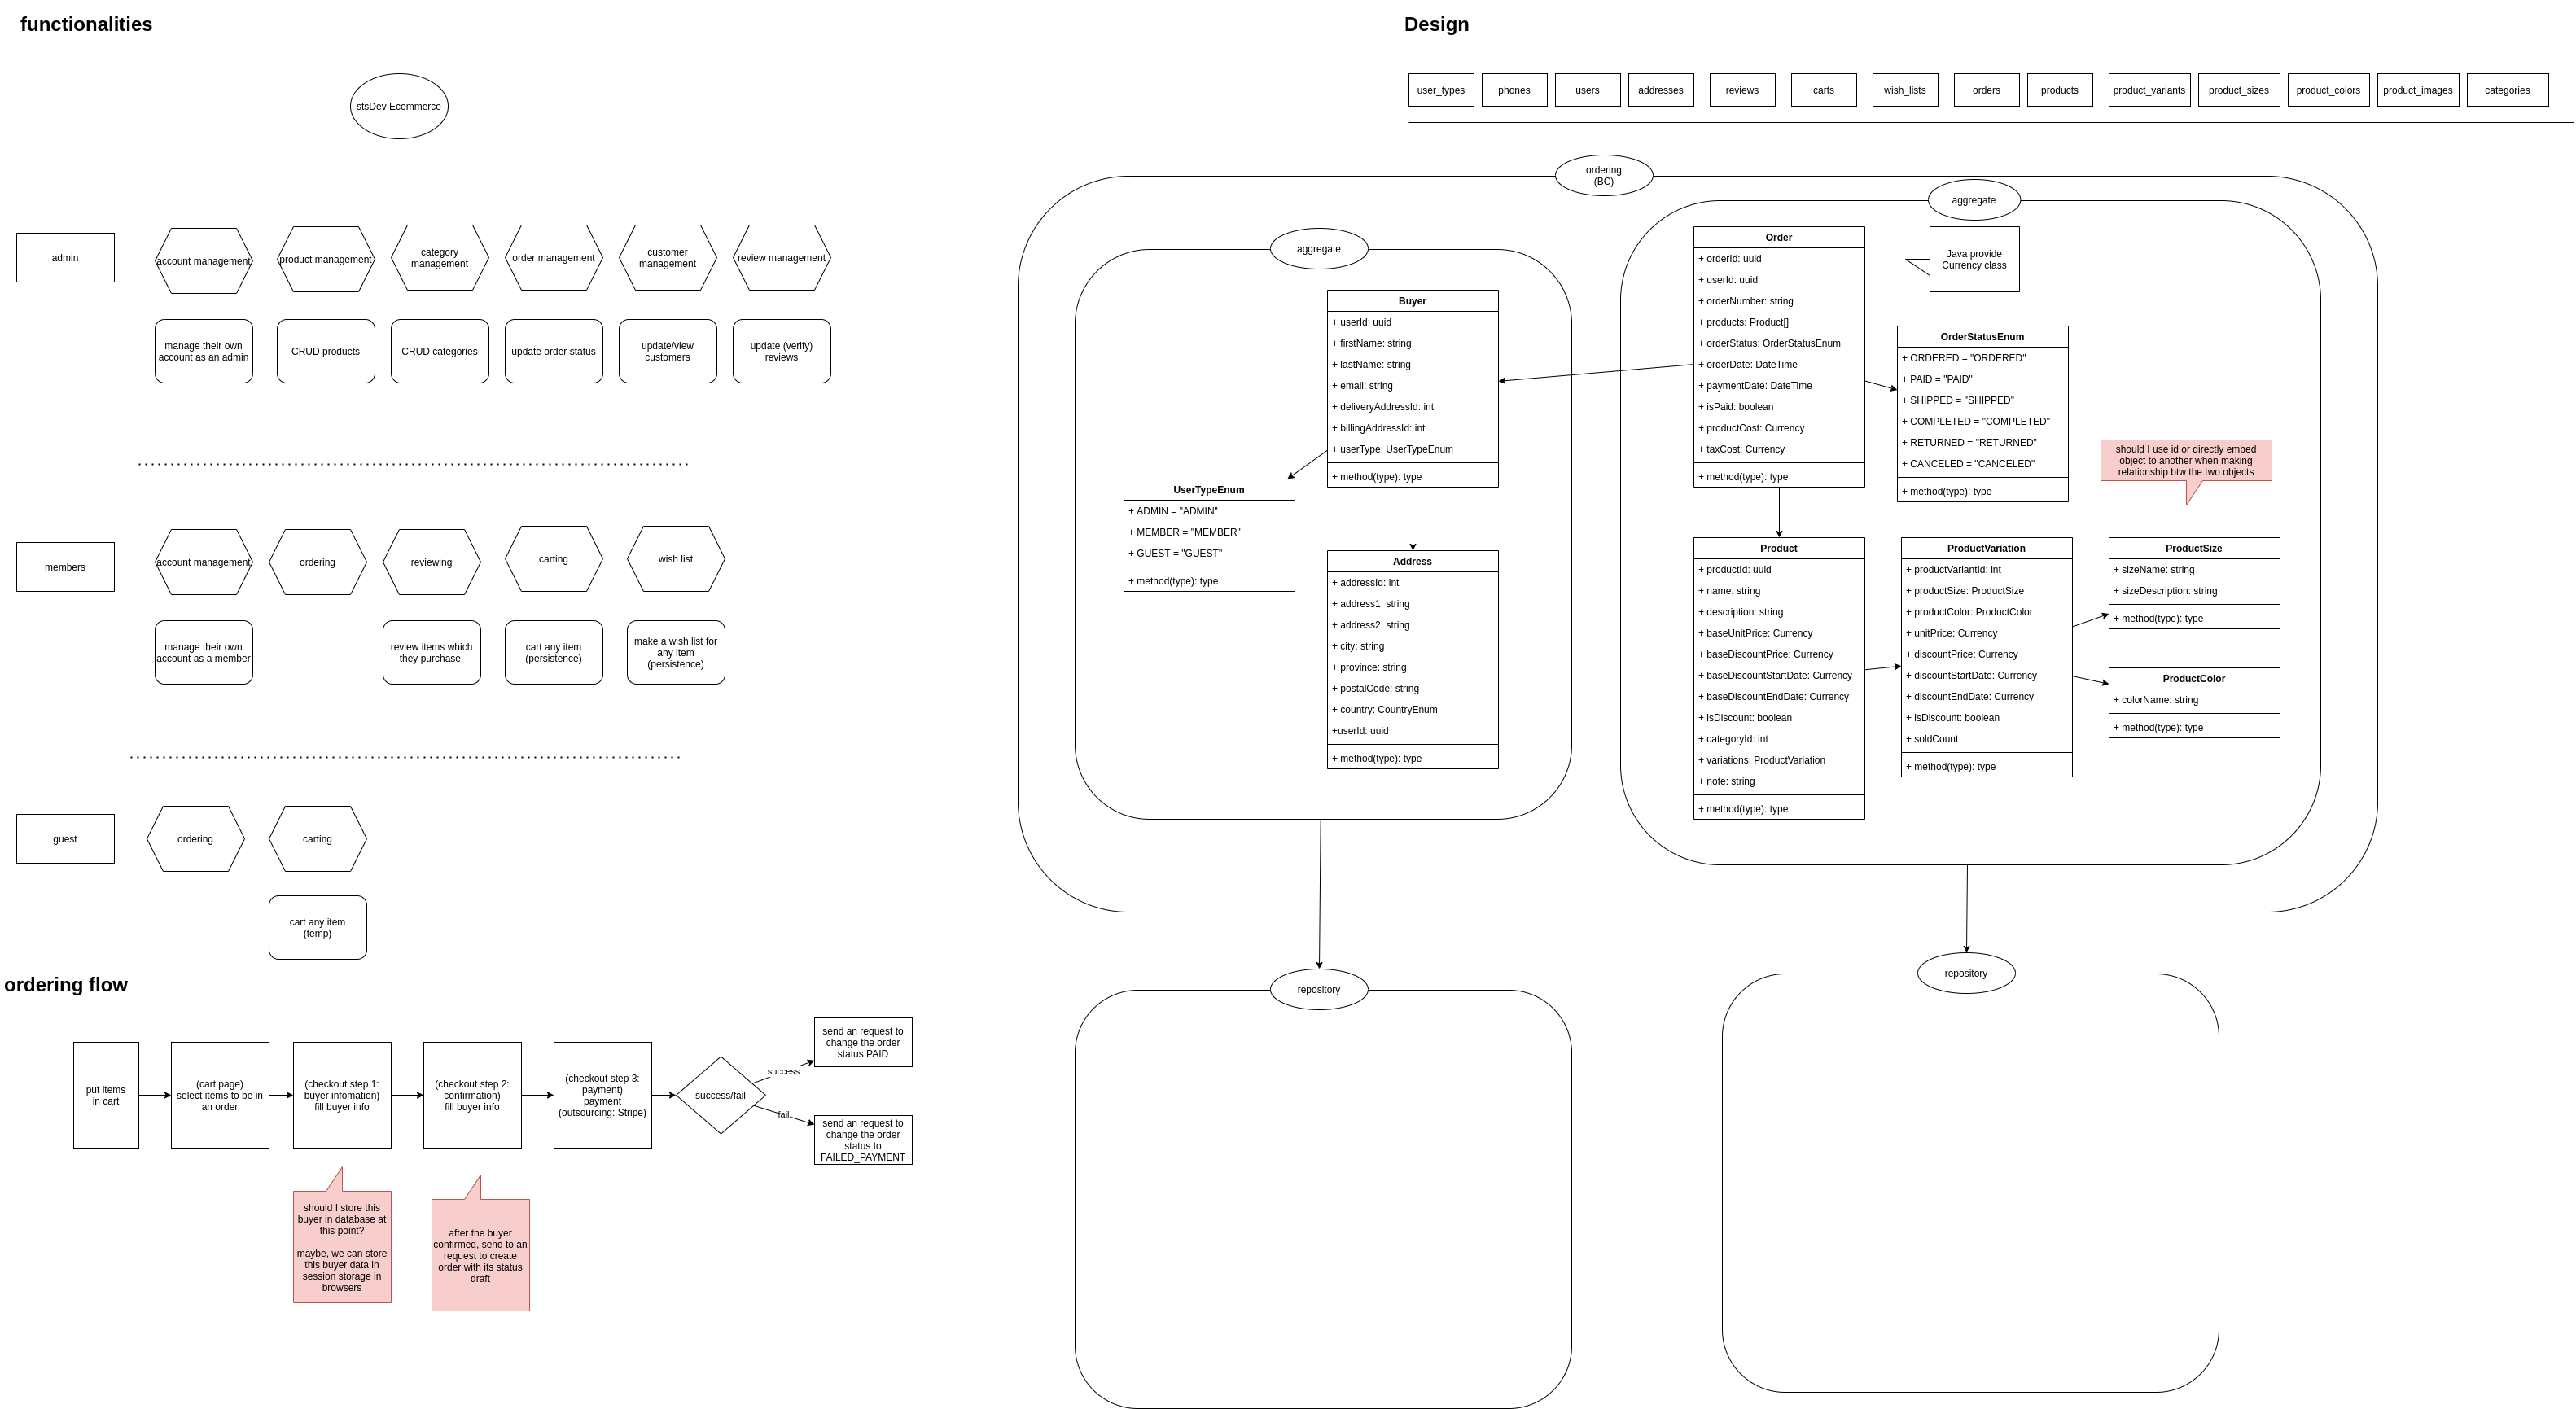 functionalities
stsDev Ecommerce
admin
account management
product management
category
management
order management
customer
management
review management
manage their own
account as an admin
CRUD products
CRUD categories
update order status
update/view
customers
update (verify)
reviews
members
account management
ordering
reviewing
carting
wish list
manage their own
account as a member
review items which
they purchase.
cart any item
(persistence)
make a wish list for
any item
(persistence)
guest
ordering
carting
cart any item
(temp)
ordering flow
put items
in cart
(cart page)
select items to be in
an order
(checkout step 1:
buyer infomation)
fill buyer info
(checkout step 2:
confirmation)
fill buyer info
(checkout step 3:
payment)
payment
(outsourcing: Stripe)
success/fail
success
fail
send an request to
change the order
status PAID
send an request to
change the order
status to
FAILED_PAYMENT
should I store this
buyer in database at
this point?
maybe, we can store
this buyer data in
session storage in
browsers
after the buyer
confirmed, send to an
request to create
order with its status
draft
Design
user_types
phones
users
addresses
reviews
carts
wish_lists
orders
products
product_variants
product_sizes
product_colors
product_images
categories
ordering
(BC)
aggregate
Buyer
+ userId: uuid
+ firstName: string
+ lastName: string
+ email: string
+ deliveryAddressId: int
+ billingAddressId: int
+ userType: UserTypeEnum
+ method(type): type
UserTypeEnum
+ ADMIN = "ADMIN"
+ MEMBER = "MEMBER"
+ GUEST = "GUEST"
+ method(type): type
Address
+ addressId: int
+ address1: string
+ address2: string
+ city: string
+ province: string
+ postalCode: string
+ country: CountryEnum
+userId: uuid
+ method(type): type
aggregate
Order
+ orderId: uuid
+ userId: uuid
+ orderNumber: string
+ products: Product[]
+ orderStatus: OrderStatusEnum
+ orderDate: DateTime
+ paymentDate: DateTime
+ isPaid: boolean
+ productCost: Currency
+ taxCost: Currency
+ method(type): type
Java provide
Currency class
OrderStatusEnum
+ ORDERED = "ORDERED"
+ PAID = "PAID"
+ SHIPPED = "SHIPPED"
+ COMPLETED = "COMPLETED"
+ RETURNED = "RETURNED"
+ CANCELED = "CANCELED"
+ method(type): type
should I use id or directly embed
object to another when making
relationship btw the two objects
Product
+ productId: uuid
+ name: string
+ description: string
+ baseUnitPrice: Currency
+ baseDiscountPrice: Currency
+ baseDiscountStartDate: Currency
+ baseDiscountEndDate: Currency
+ isDiscount: boolean
+ categoryId: int
+ variations: ProductVariation
+ note: string
+ method(type): type
ProductVariation
+ productVariantId: int
+ productSize: ProductSize
+ productColor: ProductColor
+ unitPrice: Currency
+ discountPrice: Currency
+ discountStartDate: Currency
+ discountEndDate: Currency
+ isDiscount: boolean
+ soldCount
+ method(type): type
ProductSize
+ sizeName: string
+ sizeDescription: string
+ method(type): type
ProductColor
+ colorName: string
+ method(type): type
repository
repository